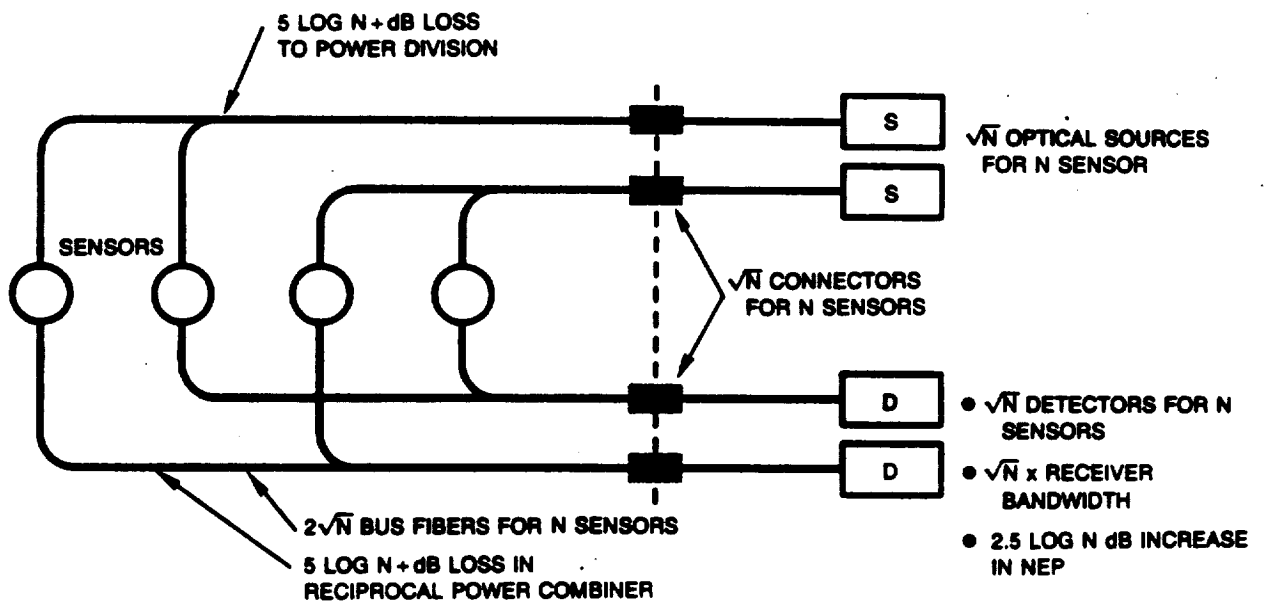 5 LOG N + dB LOSS
TO POWER DIVISION
S
√N OPTICAL SOURCES
FOR N SENSOR
S
SENSORS
√N CONNECTORS
FOR N SENSORS
D
● √N DETECTORS FOR N
SENSORS
D
● √N x RECEIVER
BANDWIDTH
2√N BUS FIBERS FOR N SENSORS
● 2.5 LOG N dB INCREASE
IN NEP
5 LOG N + dB LOSS IN
RECIPROCAL POWER COMBINER